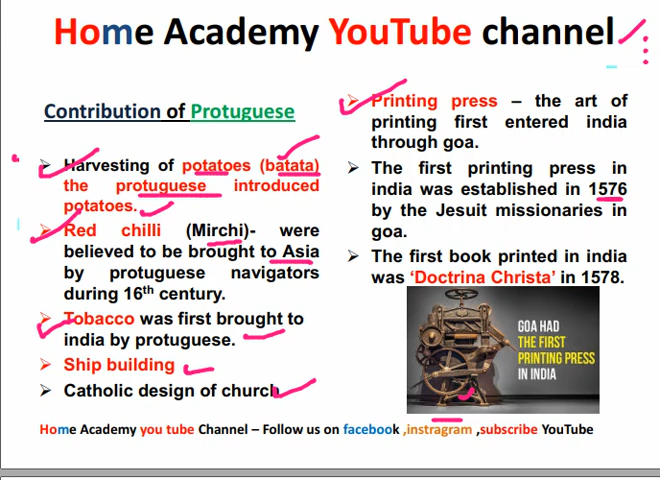 Home Academy YouTube channel
Contribution of Protuguese
➢ Harvesting of potatoes (batata)
the protuguese introduced
potatoes.
➢ Red chilli (Mirchi)- were
believed to be brought to Asia
by protuguese navigators
during 16th century.
➢ Tobacco was first brought to
india by protuguese.
➢ Ship building
➢ Catholic design of church
➢ Printing press – the art of
printing first entered india
through goa.
➢ The first printing press in
india was established in 1576
by the Jesuit missionaries in
goa.
➢ The first book printed in india
was ‘Doctrina Christa’ in 1578.
GOA HAD
THE FIRST
PRINTING PRESS
IN INDIA
Home Academy you tube Channel – Follow us on facebook ,instragram ,subscribe YouTube